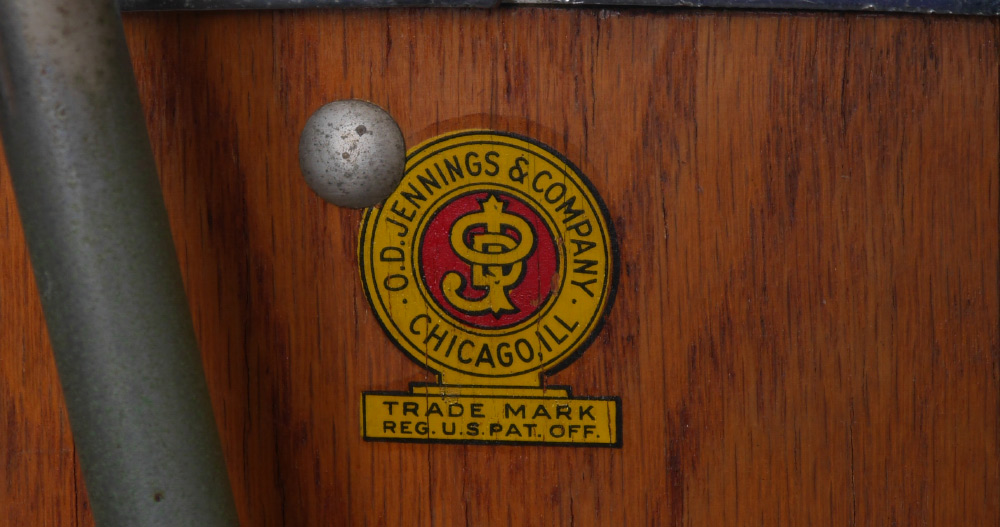 O.D. JENNINGS & COMPANY
CHICAGO, ILL
TRADE MARK
REG. U.S. PAT. OFF.